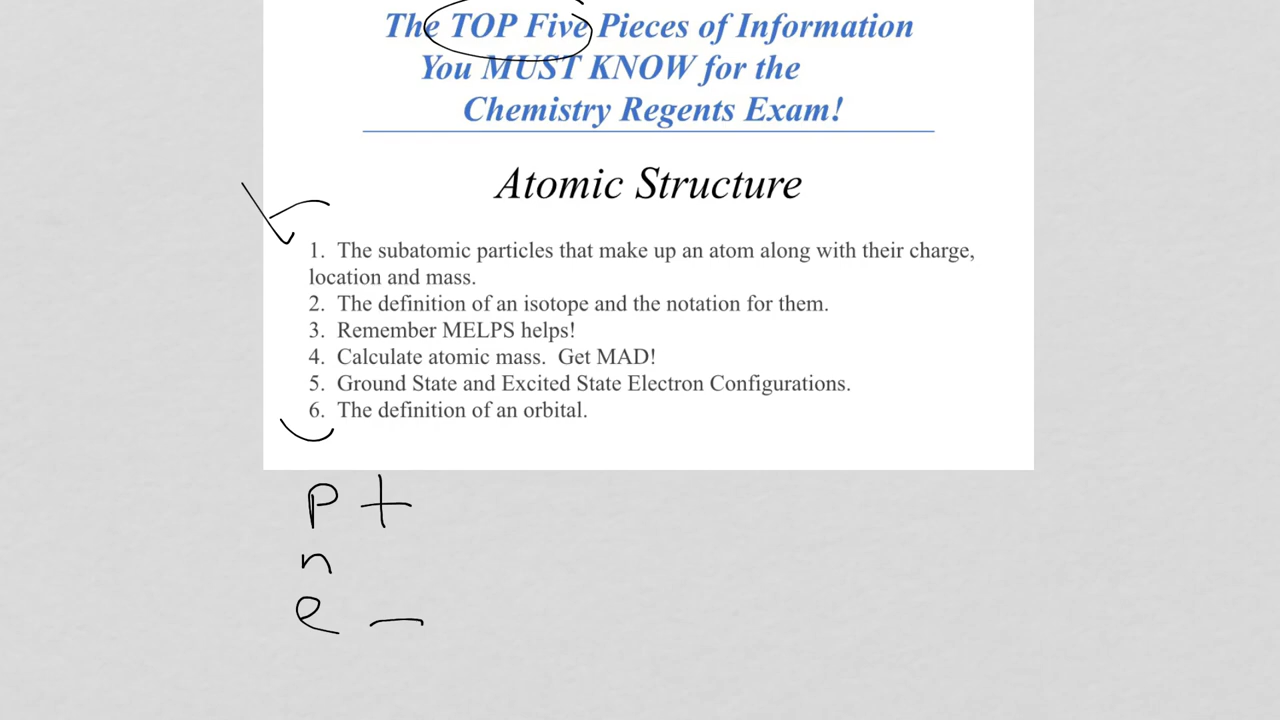 The TOP Five Pieces of Information
You MUST KNOW for the
Chemistry Regents Exam!
Atomic Structure
1. The subatomic particles that make up an atom along with their charge,
location and mass.
2. The definition of an isotope and the notation for them.
3. Remember MELPS helps!
4. Calculate atomic mass. Get MAD!
5. Ground State and Excited State Electron Configurations.
6. The definition of an orbital.
p +
n
e —